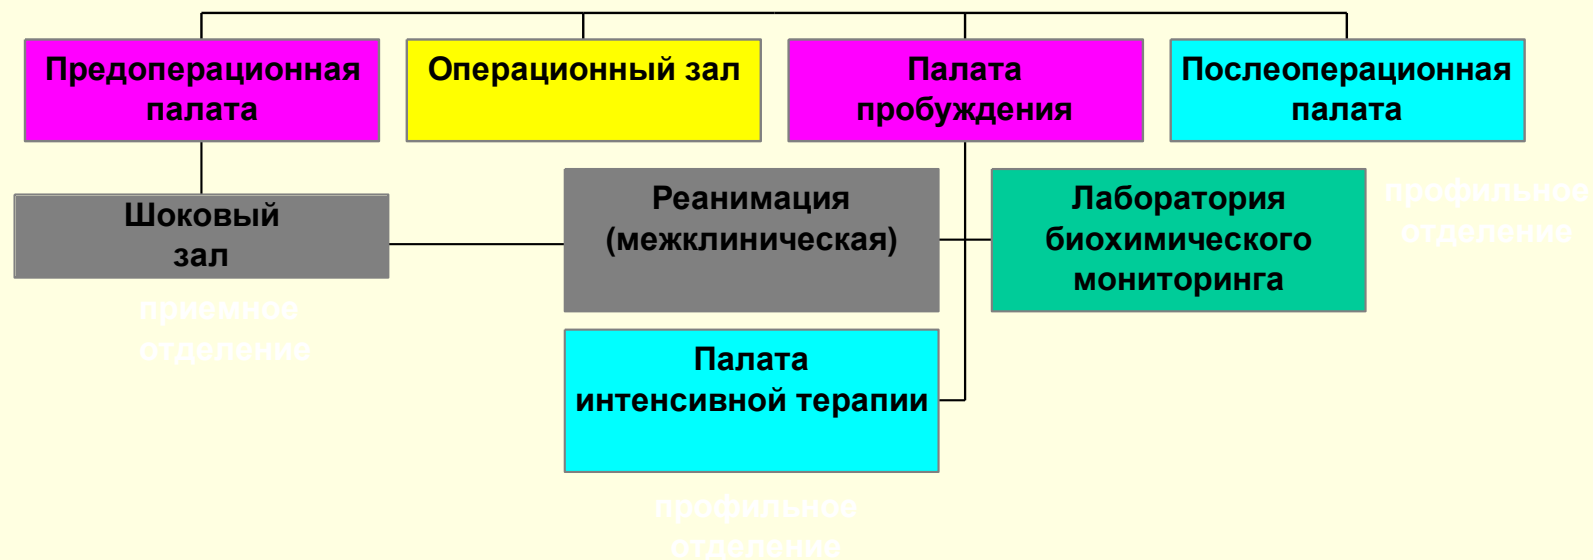 Предоперационная
палата
Операционный зал
Палата
пробуждения
Послеоперационная
палата
Шоковый
зал
Реанимация
(межклиническая)
Лаборатория
биохимического
мониторинга
профильное
отделение
приемное
отделение
Палата
интенсивной терапии
профильное
отделение